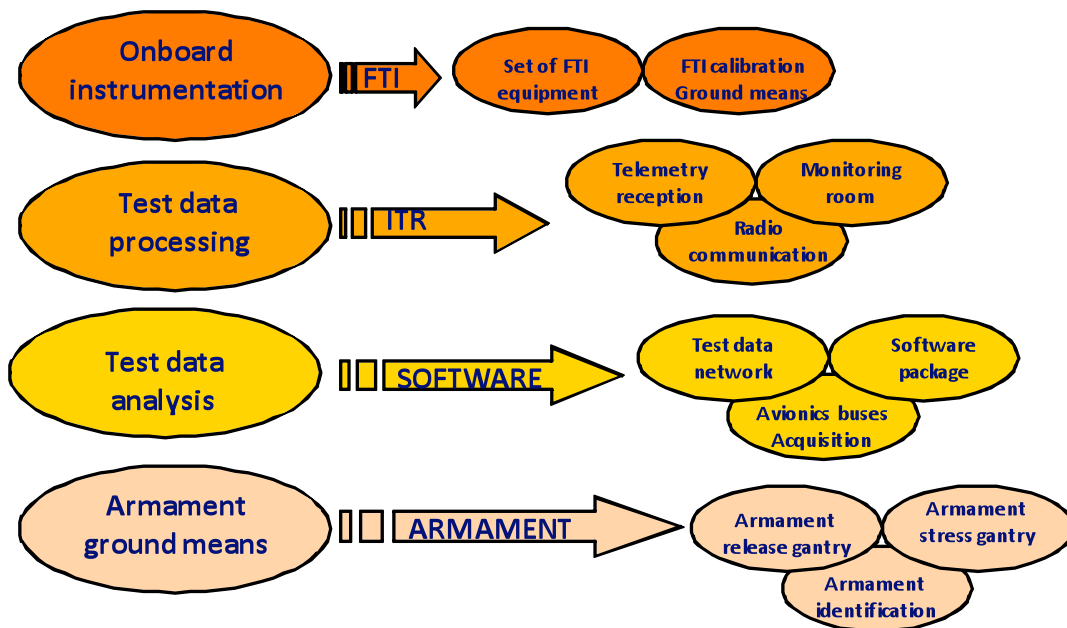 Onboard
instrumentation
FTI
Set of FTI
equipment
FTI calibration
Ground means
Test data
processing
ITR
Telemetry
reception
Monitoring
room
Radio
communication
Test data
analysis
SOFTWARE
Test data
network
Software
package
Avionics buses
Acquisition
Armament
ground means
ARMAMENT
Armament
release gantry
Armament
stress gantry
Armament
identification